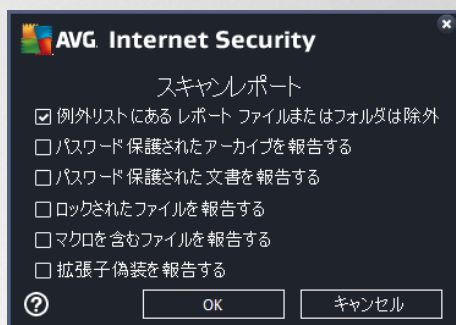 AVG Internet Security
スキャンレポート
例外リストにある レポート ファイルまたはフォルダは除外
パスワード保護されたアーカイブを報告する
パスワード保護された文書を報告する
ロックされたファイルを報告する
マクロを含むファイルを報告する
拡張子偽装を報告する
OK
キャンセル